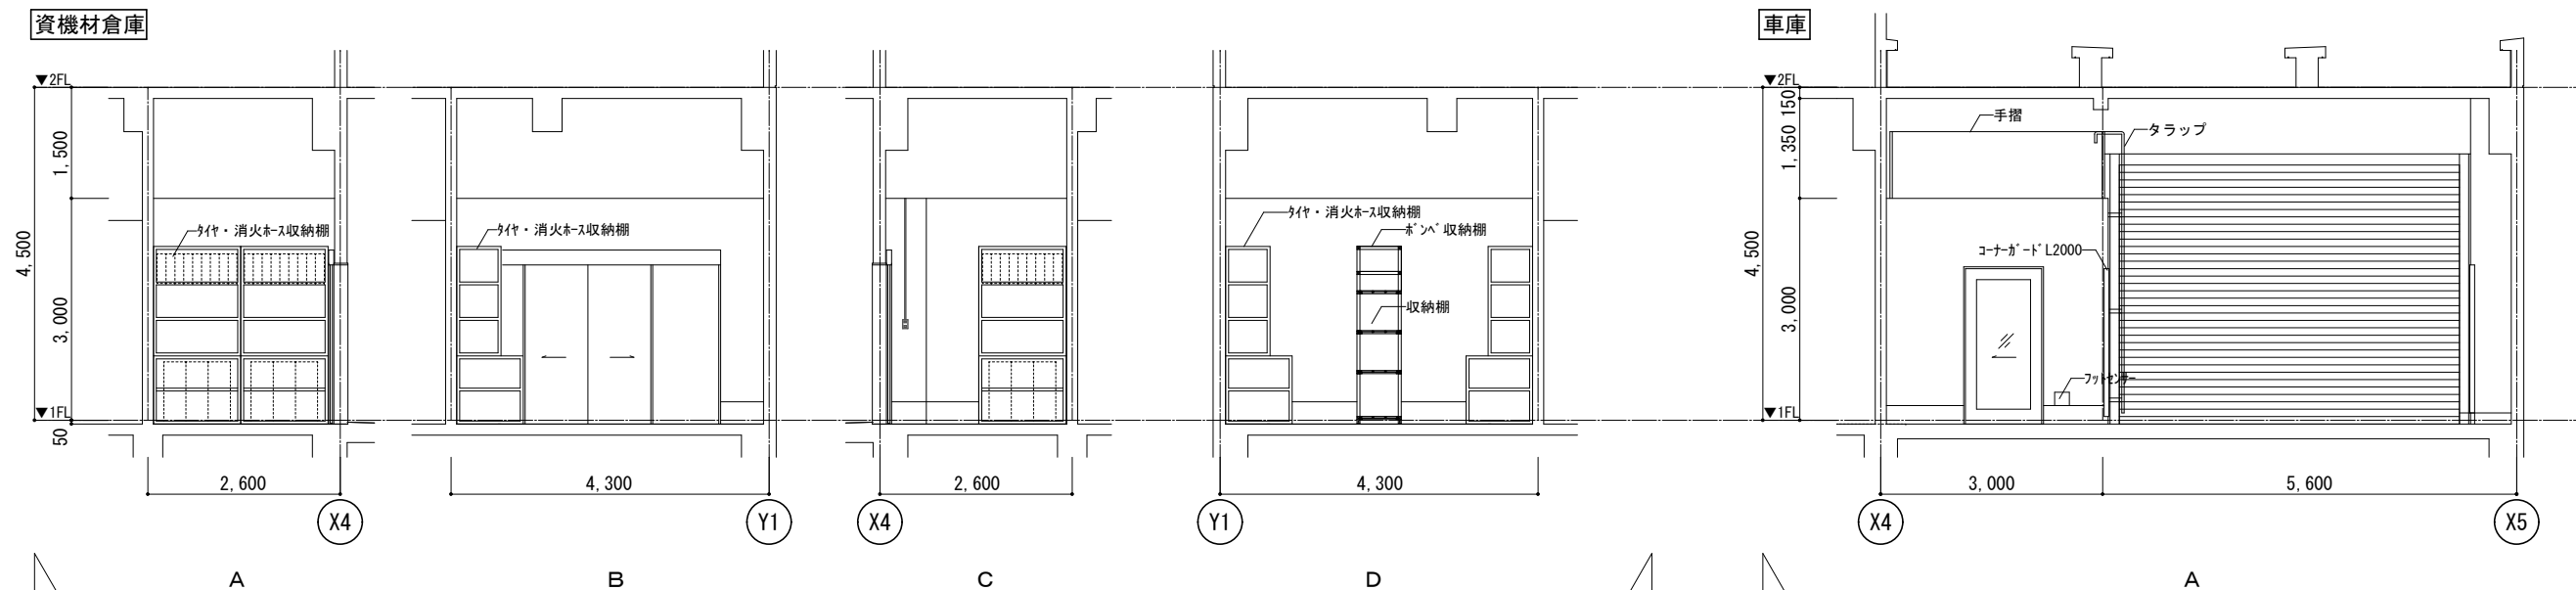 資機材倉庫
車庫
▼2FL
▼2FL
1,500
4,500
3,000
▼1FL
50
ﾀｲﾔ・消火ﾎｰｽ収納棚
ﾀｲﾔ・消火ﾎｰｽ収納棚
ﾀｲﾔ・消火ﾎｰｽ収納棚
ﾎﾞﾝﾍﾞ収納棚
収納棚
150
1,350
4,500
3,000
▼1FL
手摺
タラップ
ｺｰﾅｰｶﾞｰﾄﾞL2000
ﾌｯﾄｾﾝｻｰ
2,600
4,300
2,600
4,300
3,000
5,600
X4
Y1
X4
Y1
X4
X5
A
B
C
D
A